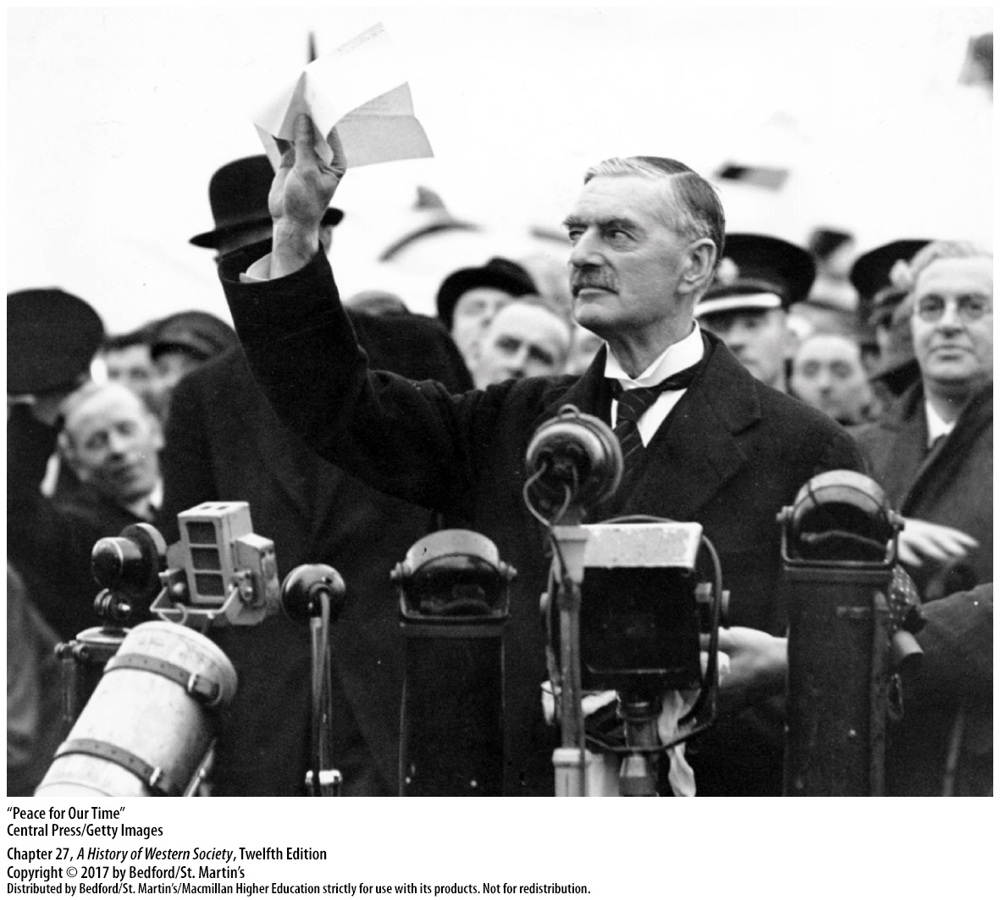 “Peace for Our Time”
Central Press/Getty Images
Chapter 27, A History of Western Society, Twelfth Edition
Copyright © 2017 by Bedford/St. Martin’s
Distributed by Bedford/St. Martin’s/Macmillan Higher Education strictly for use with its products. Not for redistribution.